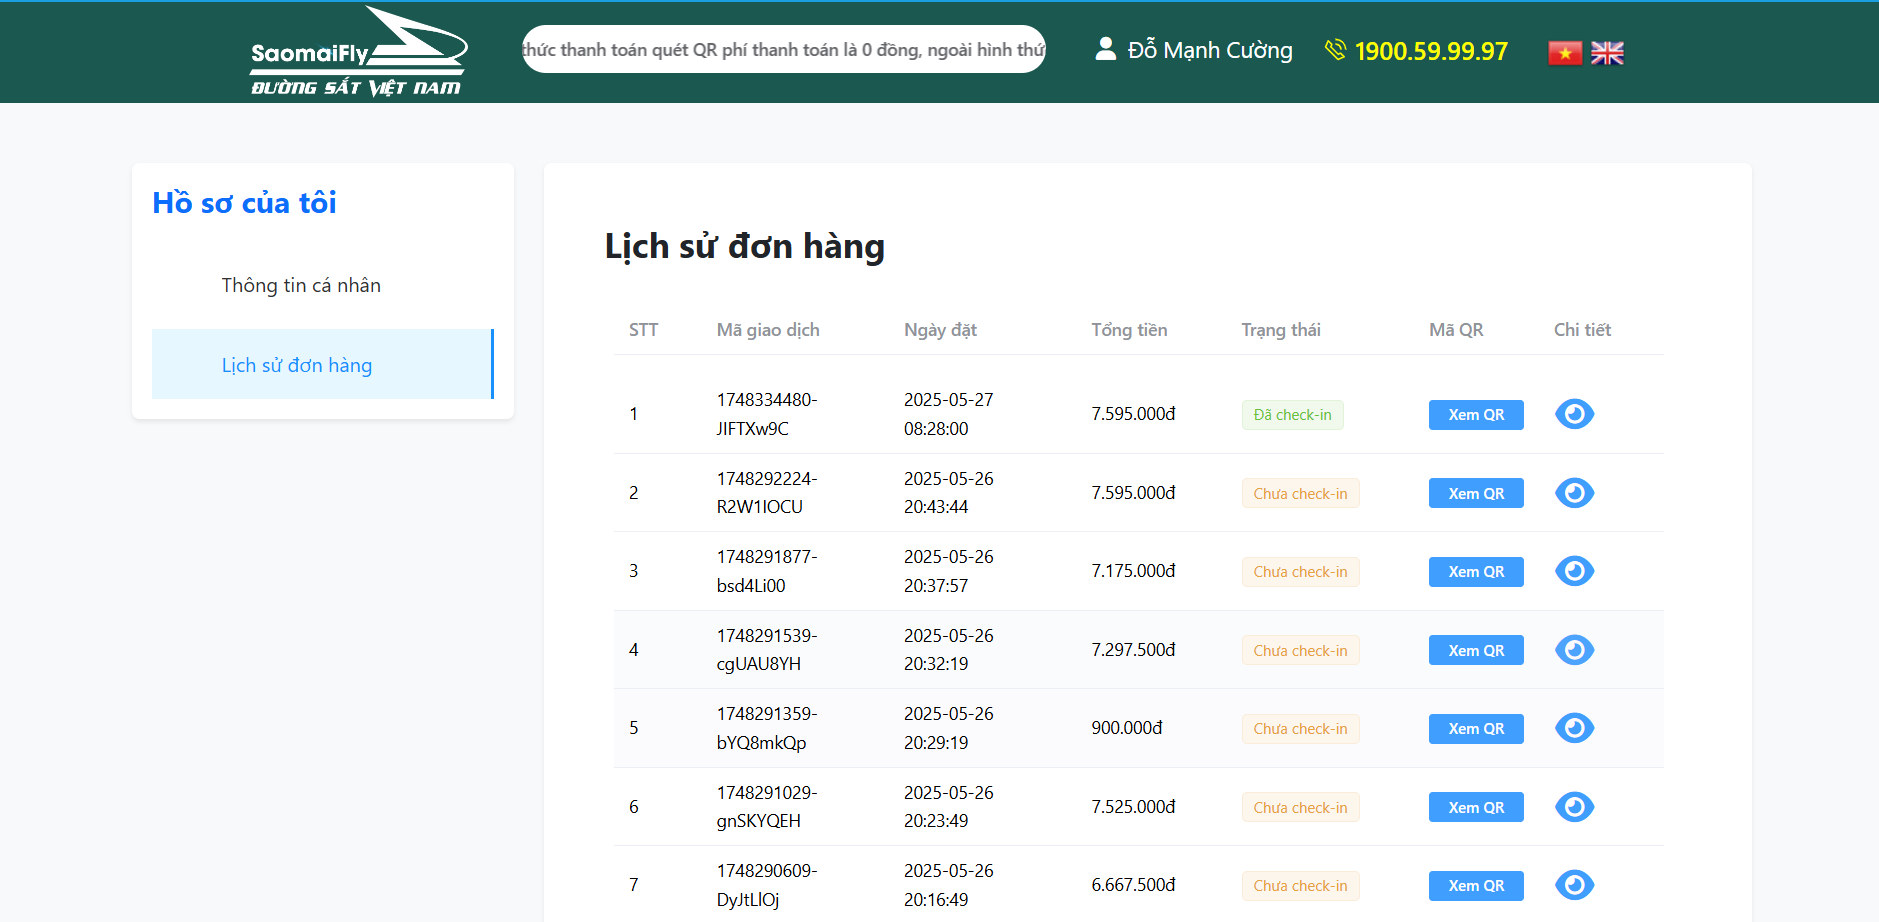 SaomaiFly
ĐƯỜNG SẮT VIỆT NAM
thức thanh toán quét QR phí thanh toán là 0 đồng, ngoài hình thứ
Đỗ Mạnh Cường
1900.59.99.97
Hồ sơ của tôi
Thông tin cá nhân
Lịch sử đơn hàng
Lịch sử đơn hàng
STT Mã giao dịch Ngày đặt Tổng tiền Trạng thái Mã QR Chi tiết
1 1748334480-JIFTXw9C 2025-05-27 08:28:00 7.595.000đ Đã check-in Xem QR
2 1748292224-R2W1IOCU 2025-05-26 20:43:44 7.595.000đ Chưa check-in Xem QR
3 1748291877-bsd4Li00 2025-05-26 20:37:57 7.175.000đ Chưa check-in Xem QR
4 1748291539-cgUAU8YH 2025-05-26 20:32:19 7.297.500đ Chưa check-in Xem QR
5 1748291359-bYQ8mkQp 2025-05-26 20:29:19 900.000đ Chưa check-in Xem QR
6 1748291029-gnSKYQEH 2025-05-26 20:23:49 7.525.000đ Chưa check-in Xem QR
7 1748290609-DyJtLlOj 2025-05-26 20:16:49 6.667.500đ Chưa check-in Xem QR